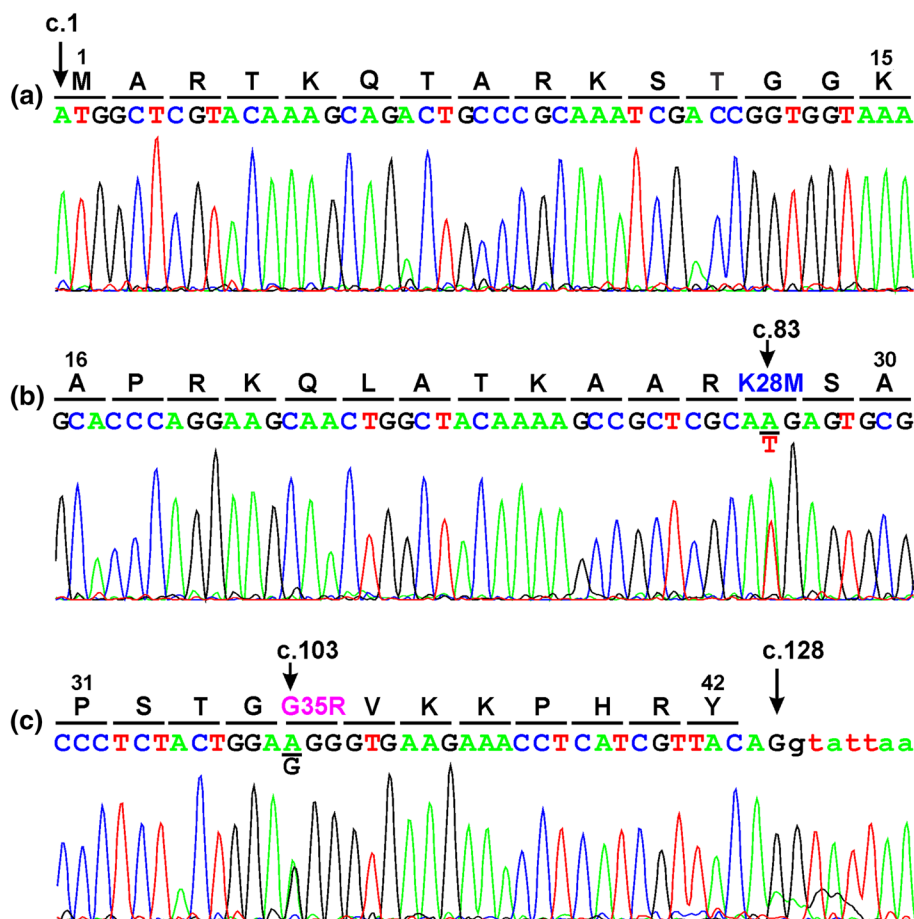 c.1
1 15
(a) M A R T K Q T A R K S T G G K
ATGGCTCGTACAAAGCAGACTGCCCGCAAATCGACCGGTGGTAAA
c.83
16 30
(b) A P R K Q L A T K A A R K28M S A
GCACCCAGGAAGCAACTGGCTACAAAAGCCGCTCGCAAGAGTGCG
T
c.103 c.128
31 42
(c) P S T G G35R V K K P H R Y
CCCTCTACTGGAAGGGTGAAGAAACCTCATCGTTACAGgtattaa
G